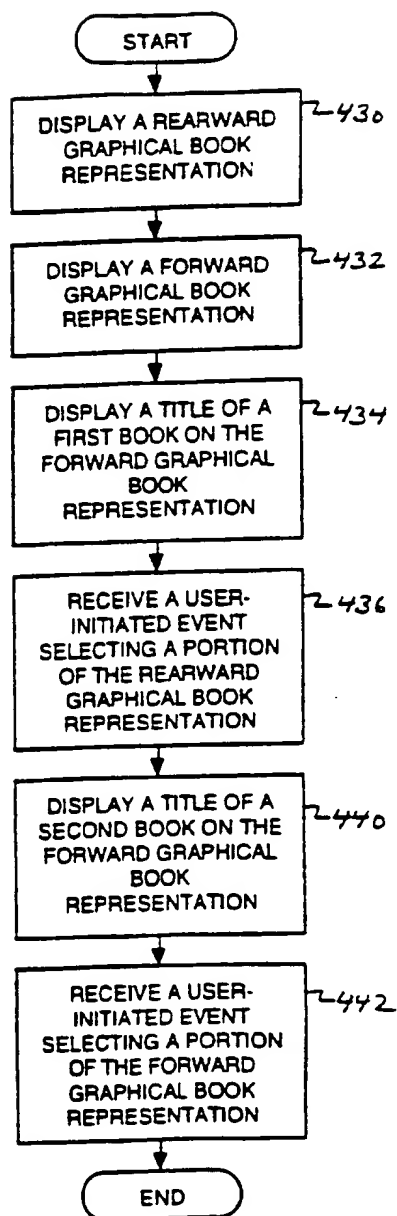 START
DISPLAY A REARWARD
GRAPHICAL BOOK
REPRESENTATION
430
DISPLAY A FORWARD
GRAPHICAL BOOK
REPRESENTATION
432
DISPLAY A TITLE OF A
FIRST BOOK ON THE
FORWARD GRAPHICAL
BOOK
REPRESENTATION
434
RECEIVE A USER-
INITIATED EVENT
SELECTING A PORTION
OF THE REARWARD
GRAPHICAL BOOK
REPRESENTATION
436
DISPLAY A TITLE OF A
SECOND BOOK ON THE
FORWARD GRAPHICAL
BOOK
REPRESENTATION
440
RECEIVE A USER-
INITIATED EVENT
SELECTING A PORTION
OF THE FORWARD
GRAPHICAL BOOK
REPRESENTATION
442
END